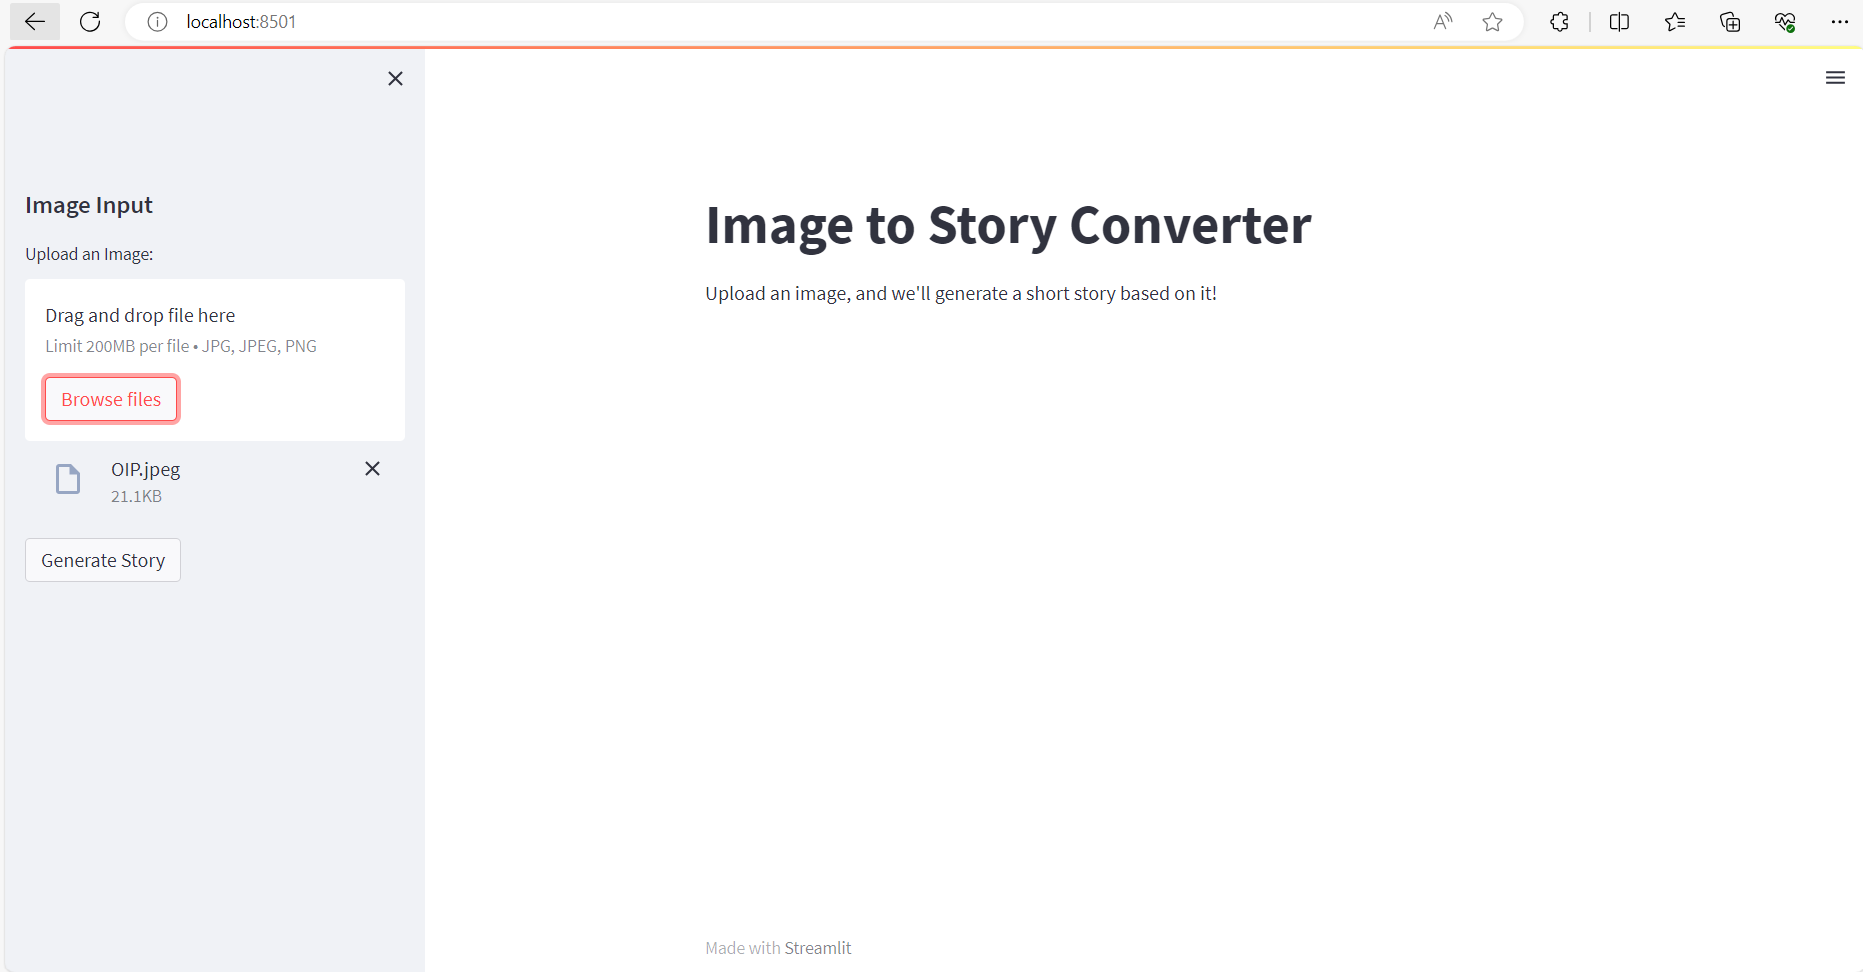 localhost:8501
Image Input
Upload an Image:
Drag and drop file here
Limit 200MB per file • JPG, JPEG, PNG
Browse files
OIP.jpeg
21.1KB
Generate Story
Image to Story Converter
Upload an image, and we'll generate a short story based on it!
Made with Streamlit